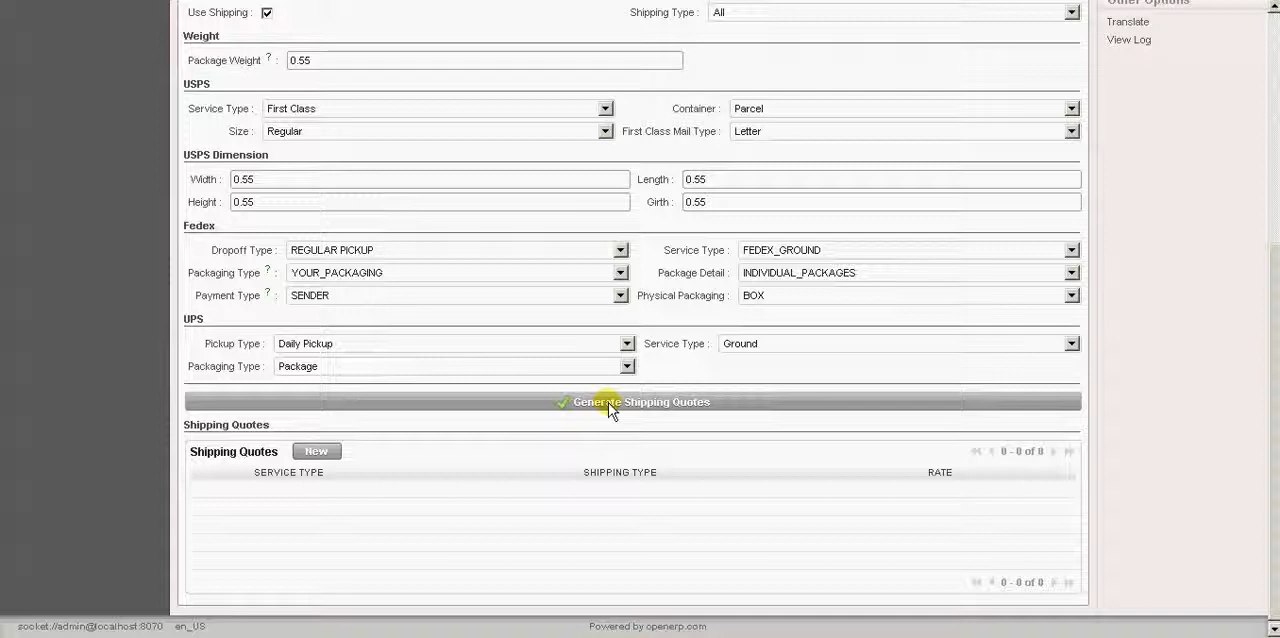 Other Options
Use Shipping : Shipping Type : All
Translate
Weight
View Log
Package Weight ? : 0.55
USPS
Service Type : First Class Container : Parcel
Size : Regular First Class Mail Type : Letter
USPS Dimension
Width : 0.55 Length : 0.55
Height : 0.55 Girth : 0.55
Fedex
Dropoff Type : REGULAR PICKUP Service Type : FEDEX_GROUND
Packaging Type ? : YOUR_PACKAGING Package Detail : INDIVIDUAL_PACKAGES
Payment Type ? : SENDER Physical Packaging : BOX
UPS
Pickup Type : Daily Pickup Service Type : Ground
Packaging Type : Package
Generate Shipping Quotes
Shipping Quotes
Shipping Quotes New 0 - 0 of 0
SERVICE TYPE SHIPPING TYPE RATE
0 - 0 of 0
socket://admin@localhost:8070 en_US Powered by openerp.com